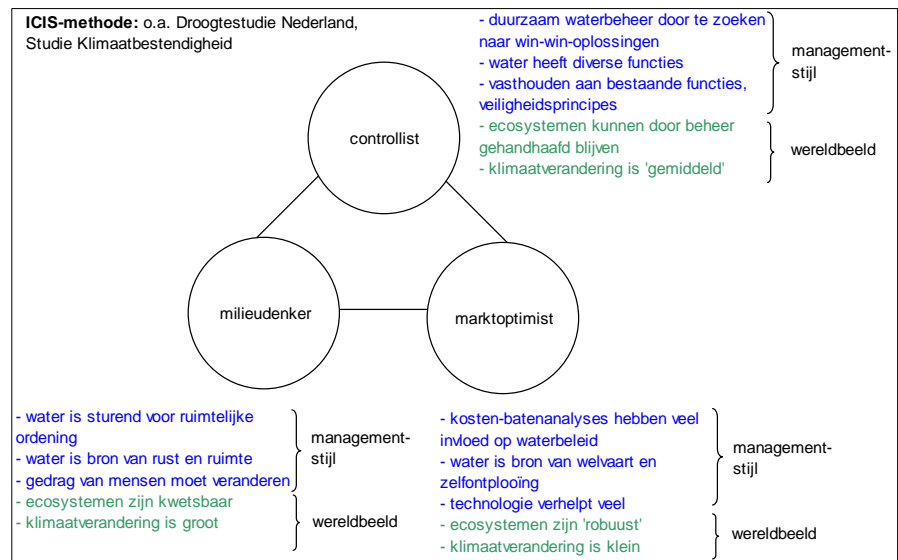 ICIS-methode: o.a. Droogtestudie Nederland,
Studie Klimaatbestendigheid
- duurzaam waterbeheer door te zoeken
naar win-win-oplossingen
- water heeft diverse functies
- vasthouden aan bestaande functies,
veiligheidsprincipes
management-
stijl
- ecosystemen kunnen door beheer
gehandhaafd blijven
- klimaatverandering is 'gemiddeld'
wereldbeeld
controllist
milieudenker
marktoptimist
- water is sturend voor ruimtelijke
ordening
- water is bron van rust en ruimte
- gedrag van mensen moet veranderen
management-
stijl
- ecosystemen zijn kwetsbaar
- klimaatverandering is groot
wereldbeeld
- kosten-batenanalyses hebben veel
invloed op waterbeleid
- water is bron van welvaart en
zelfontplooïng
- technologie verhelpt veel
management-
stijl
- ecosystemen zijn 'robuust'
- klimaatverandering is klein
wereldbeeld